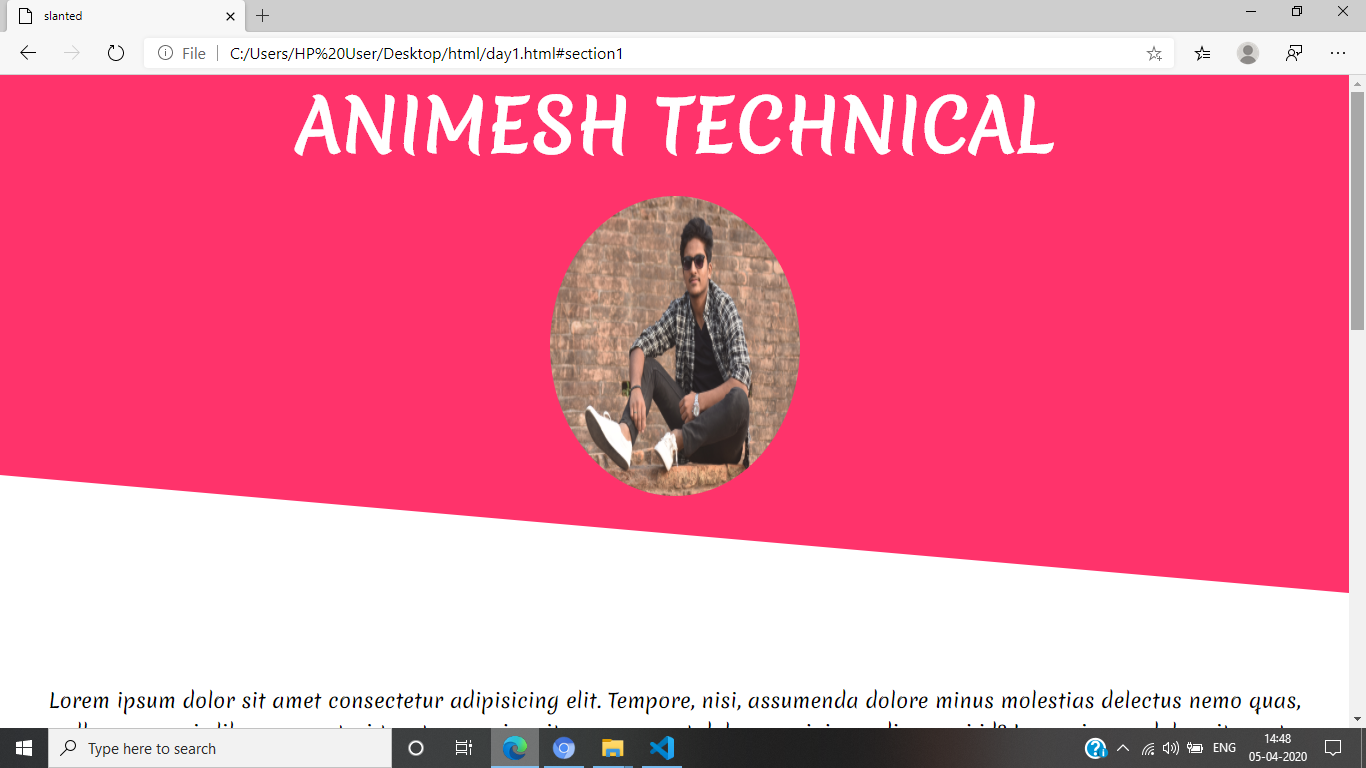 slanted
File
C:/Users/HP%20User/Desktop/html/day1.html#section1
ANIMESH TECHNICAL
Lorem ipsum dolor sit amet consectetur adipisicing elit. Tempore, nisi, assumenda dolore minus molestias delectus nemo quas,
Type here to search
ENG
14:48
05-04-2020